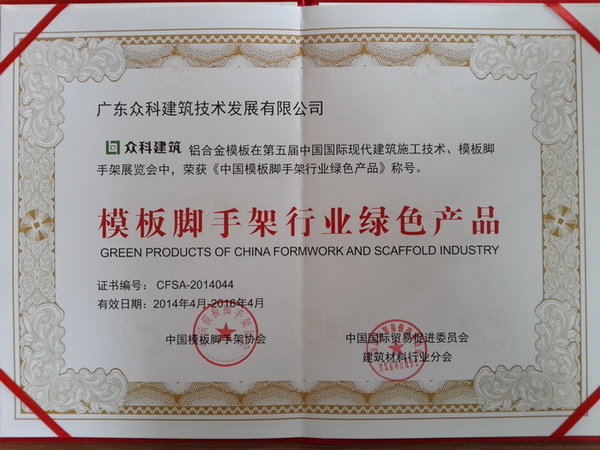 广东众科建筑技术发展有限公司
众科建筑 铝合金模板在第五届中国国际现代建筑施工技术、模板脚
手架展览会中，荣获《中国模板脚手架行业绿色产品》称号。
模板脚手架行业绿色产品
GREEN PRODUCTS OF CHINA FORMWORK AND SCAFFOLD INDUSTRY
证书编号： CFSA-2014044
有效日期：2014年4月-2016年4月
中国模板脚手架协会
中国国际贸易促进委员会
建筑材料行业分会